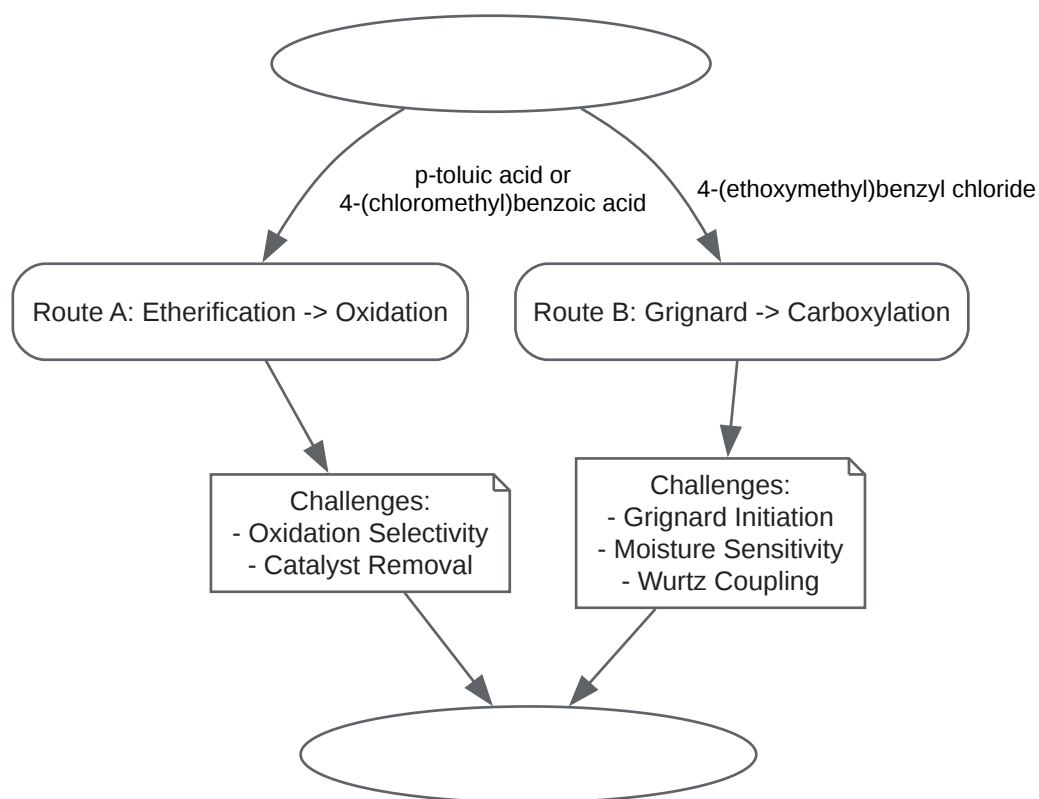 p-toluic acid or
4-(chloromethyl)benzoic acid
4-(ethoxymethyl)benzyl chloride
Route A: Etherification -> Oxidation
Route B: Grignard -> Carboxylation
Challenges:
- Oxidation Selectivity
- Catalyst Removal
Challenges:
- Grignard Initiation
- Moisture Sensitivity
- Wurtz Coupling